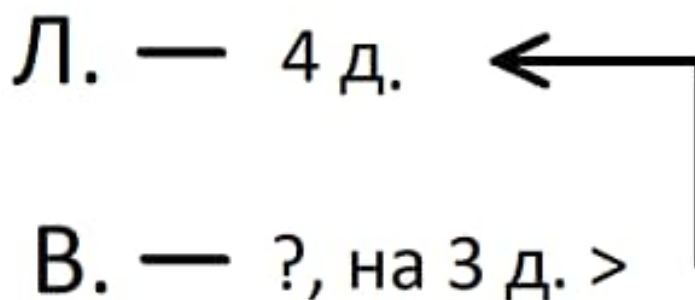 Л. — 4 д.
В. — ?, на 3 д. >